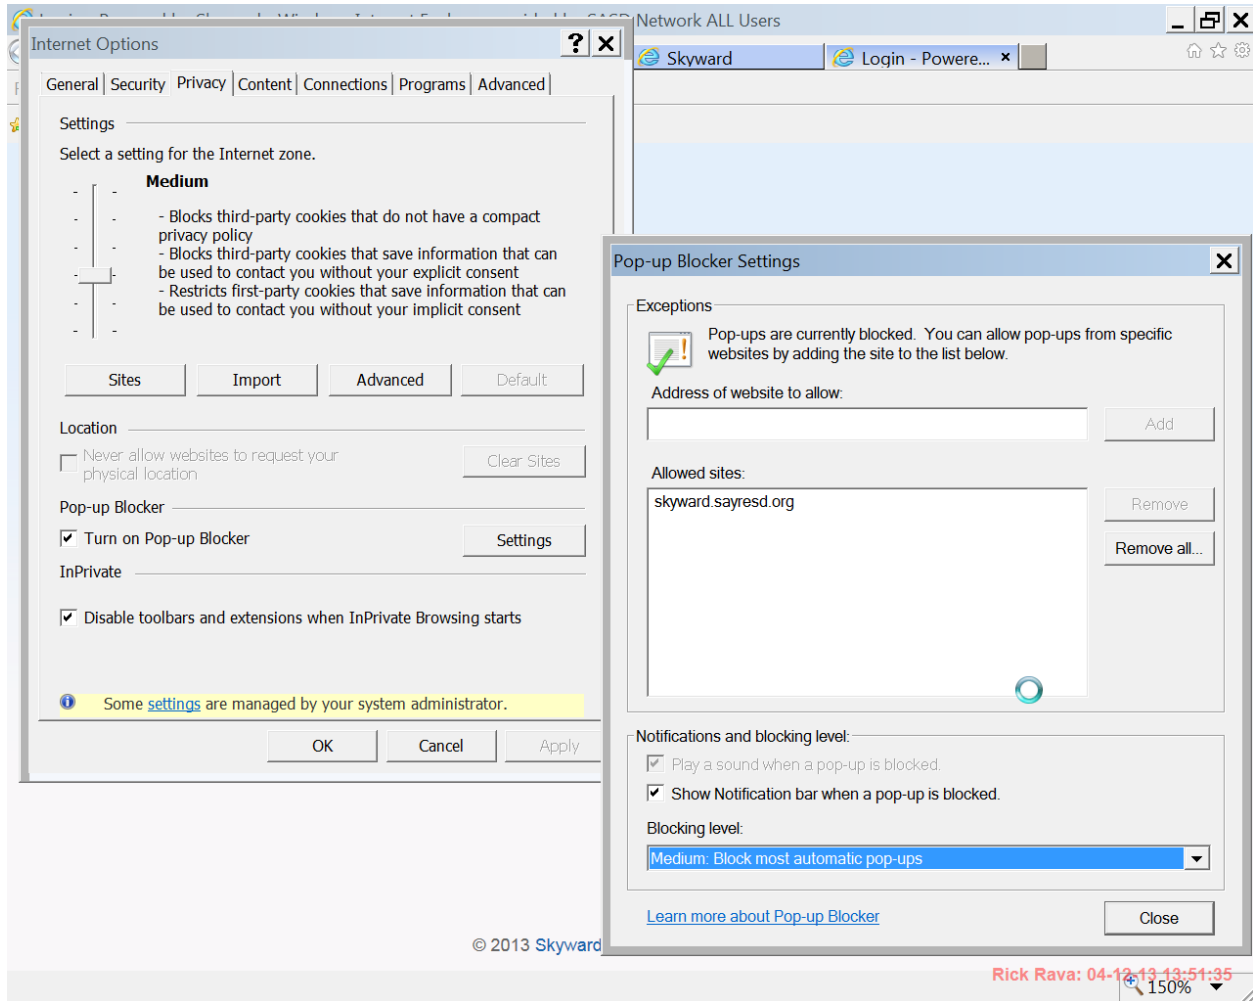 Network ALL Users
Internet Options
Skyward
Login - Powere...
General Security Privacy Content Connections Programs Advanced
Settings
Select a setting for the Internet zone.
Medium
- Blocks third-party cookies that do not have a compact
privacy policy
- Blocks third-party cookies that save information that can
be used to contact you without your explicit consent
- Restricts first-party cookies that save information that can
be used to contact you without your implicit consent
Sites Import Advanced Default
Location
Never allow websites to request your
physical location
Clear Sites
Pop-up Blocker
Turn on Pop-up Blocker
Settings
InPrivate
Disable toolbars and extensions when InPrivate Browsing starts
Some settings are managed by your system administrator.
OK Cancel Apply
Pop-up Blocker Settings
Exceptions
Pop-ups are currently blocked. You can allow pop-ups from specific
websites by adding the site to the list below.
Address of website to allow:
Add
Allowed sites:
skyward.sayresd.org
Remove
Remove all...
Notifications and blocking level:
Play a sound when a pop-up is blocked.
Show Notification bar when a pop-up is blocked.
Blocking level:
Medium: Block most automatic pop-ups
Learn more about Pop-up Blocker
Close
© 2013 Skyward
Rick Rava: 04-12-13 13:51:35
150%